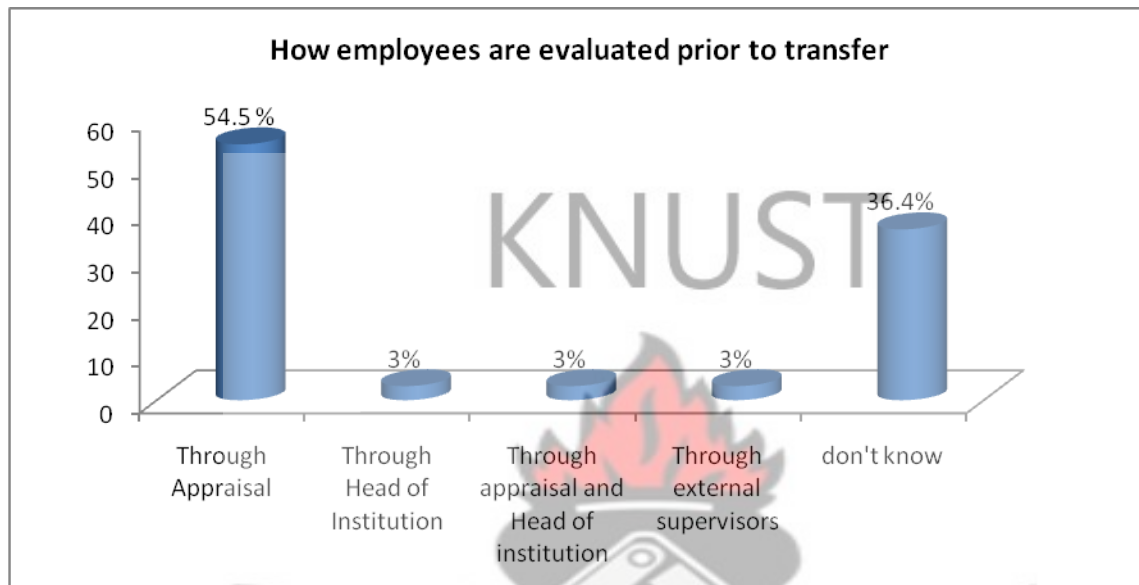 How employees are evaluated prior to transfer
60
50
40
30
20
10
0
54.5 %
3%
3%
3%
36.4%
KNUST
Through
Appraisal
Through
Head of
Institution
Through
appraisal and
Head of
institution
Through
external
supervisors
don't know